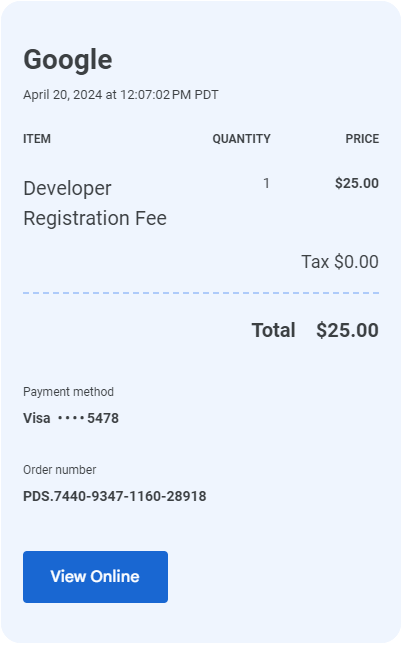 Google
April 20, 2024 at 12:07:02 PM PDT
ITEM QUANTITY PRICE
Developer 1 $25.00
Registration Fee
Tax $0.00
Total $25.00
Payment method
Visa ····5478
Order number
PDS.7440-9347-1160-28918
View Online